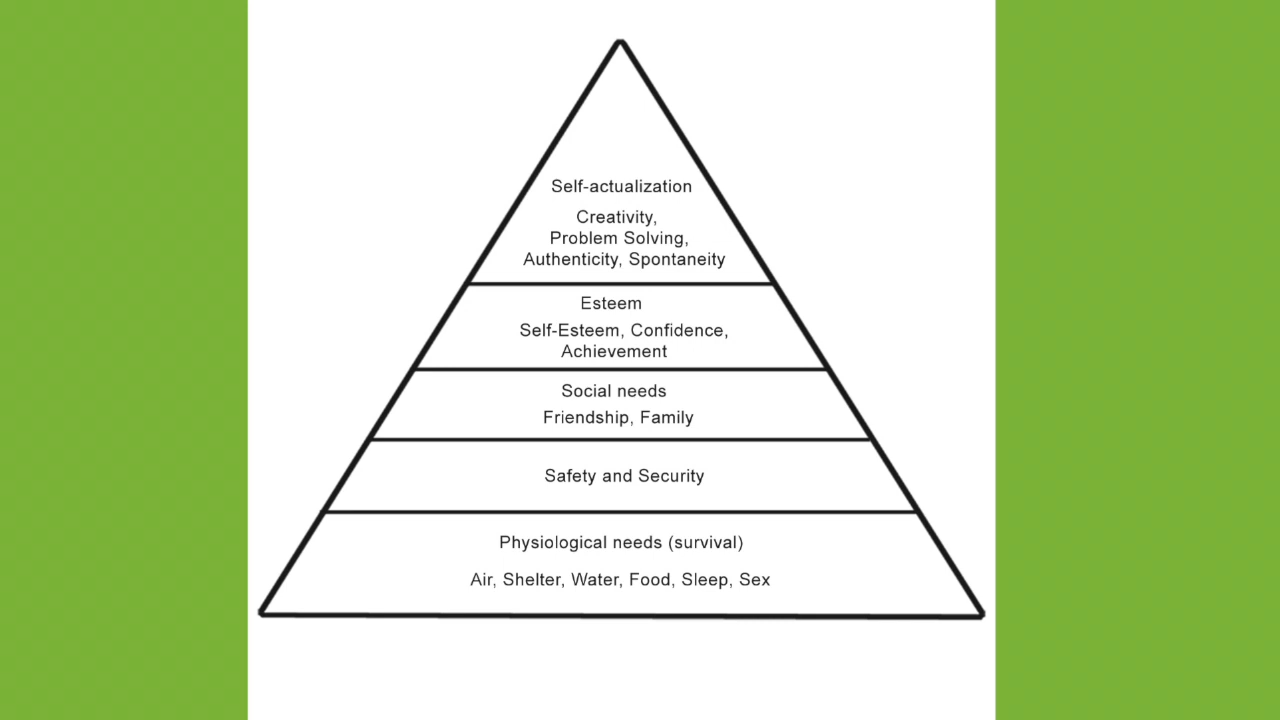 Self-actualization
Creativity,
Problem Solving,
Authenticity, Spontaneity
Esteem
Self-Esteem, Confidence,
Achievement
Social needs
Friendship, Family
Safety and Security
Physiological needs (survival)
Air, Shelter, Water, Food, Sleep, Sex